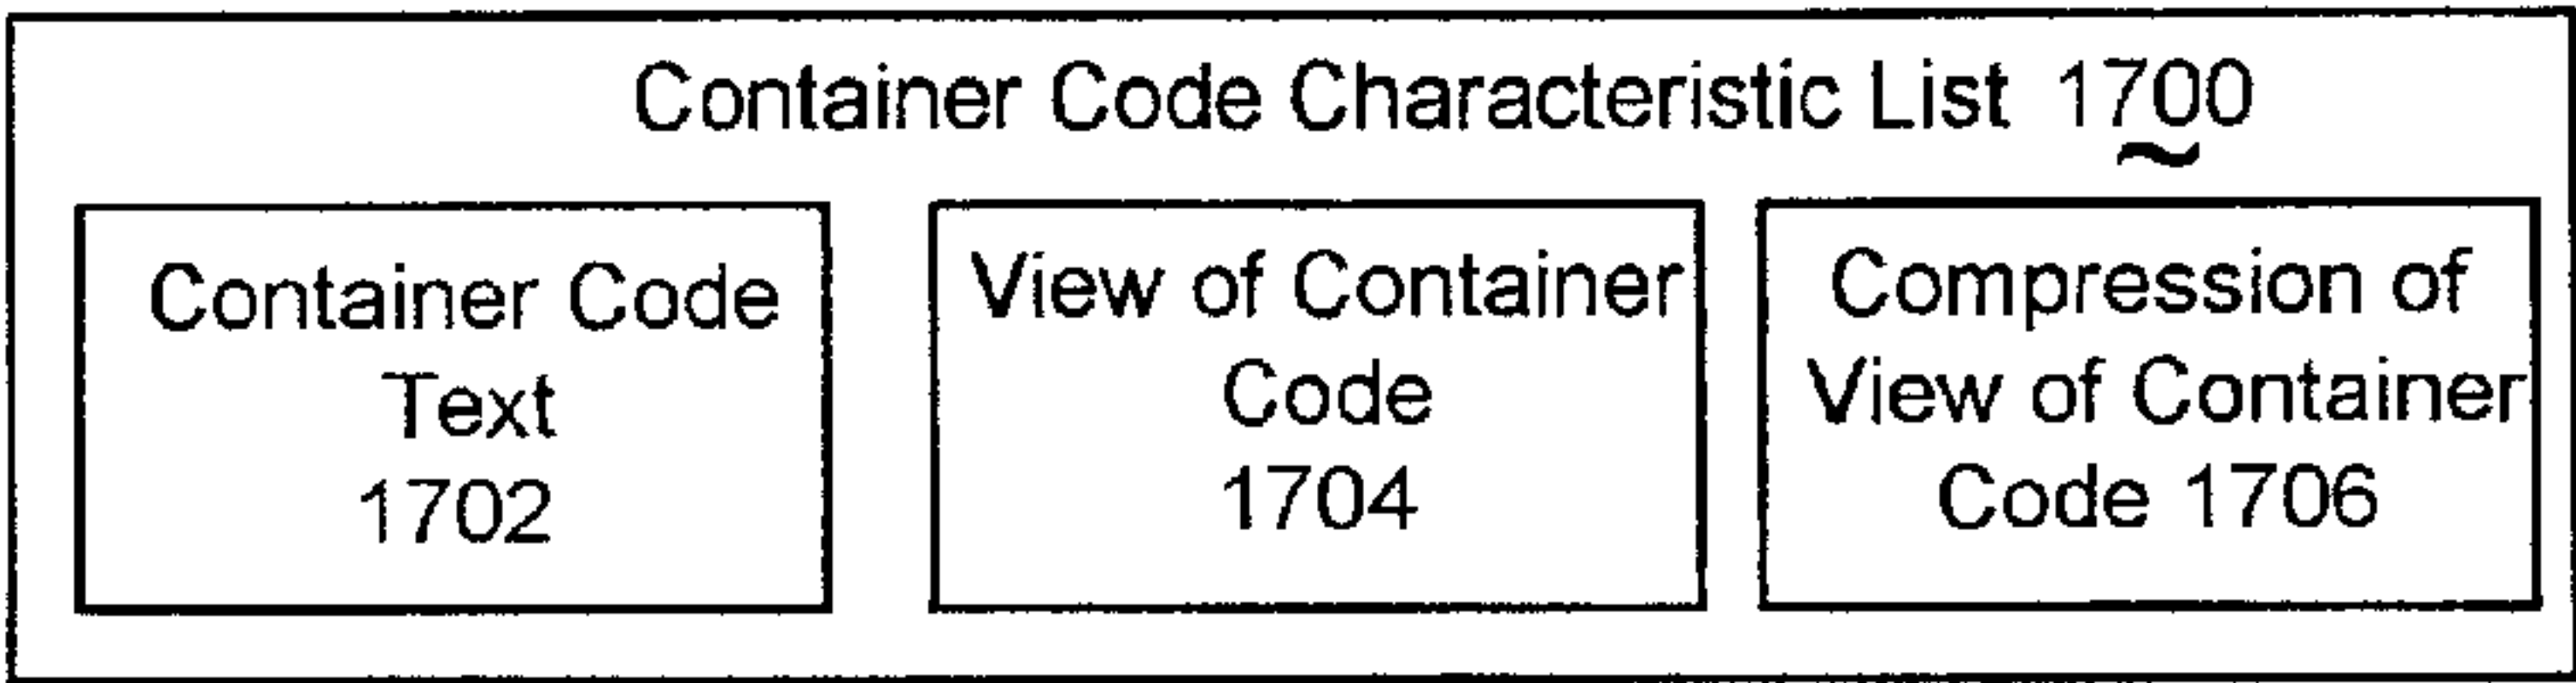 Container Code Characteristic List 1700
Container Code
Text
1702
View of Container
Code
1704
Compression of
View of Container
Code 1706